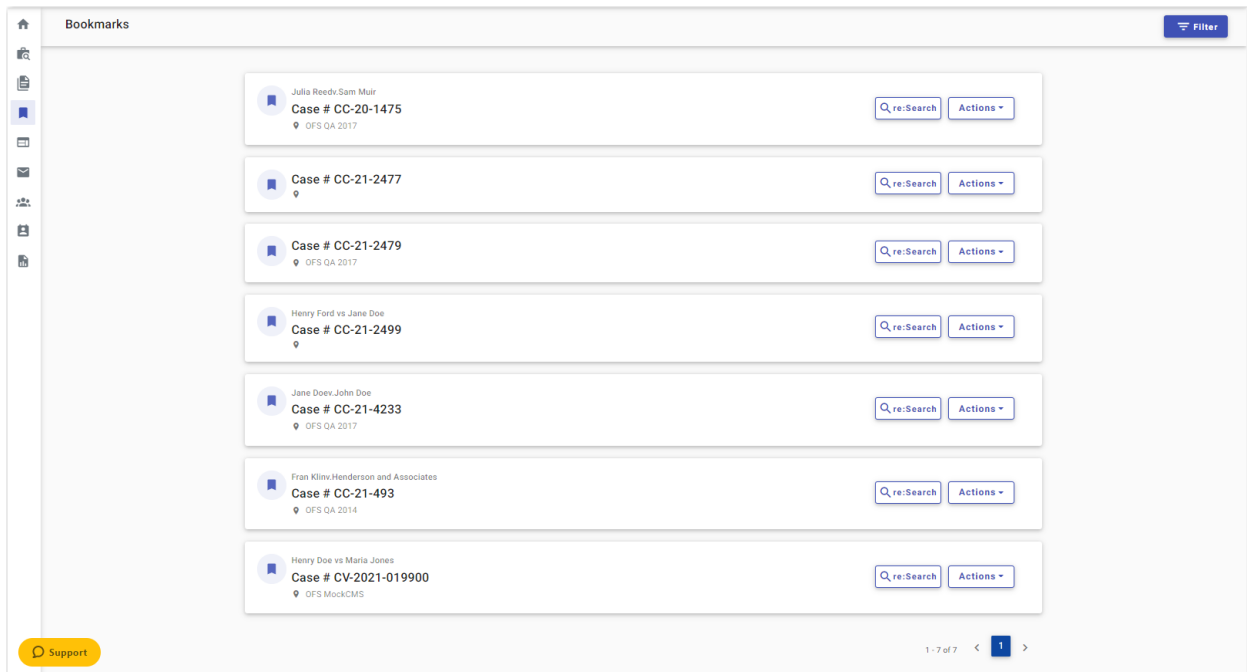 Bookmarks
Filter
Julia Reedv.Sam Muir
Case # CC-20-1475
OFS QA 2017
re:Search
Actions
Case # CC-21-2477
re:Search
Actions
Case # CC-21-2479
OFS QA 2017
re:Search
Actions
Henry Ford vs Jane Doe
Case # CC-21-2499
re:Search
Actions
Jane Doev.John Doe
Case # CC-21-4233
OFS QA 2017
re:Search
Actions
Fran Klinv.Henderson and Associates
Case # CC-21-493
OFS QA 2014
re:Search
Actions
Henry Doe vs Maria Jones
Case # CV-2021-019900
OFS MockCMS
re:Search
Actions
1 - 7 of 7
1
Support